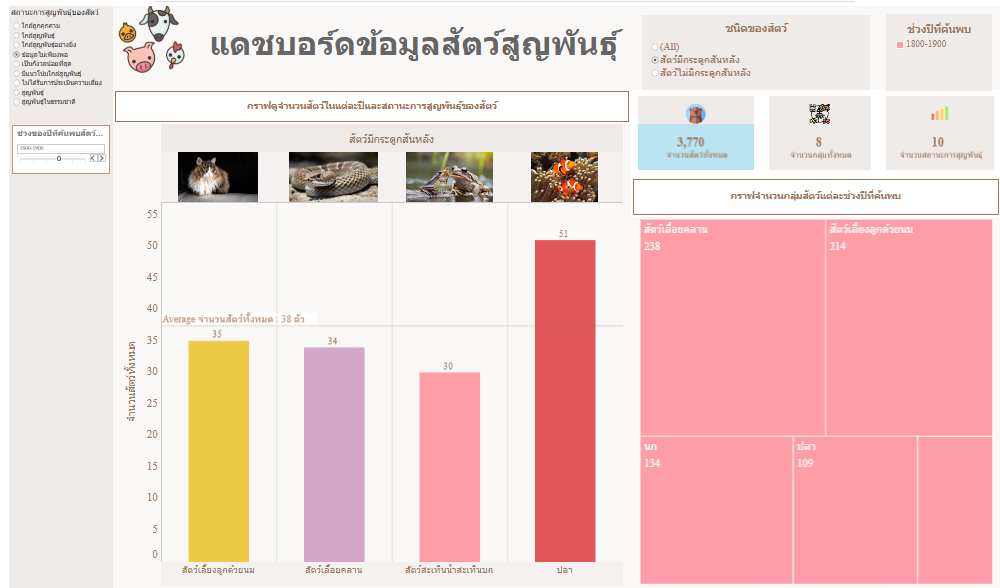 สถานะการสูญพันธุ์ของสัตว์
ใกล้ถูกคุกคาม
ใกล้สูญพันธุ์
ใกล้สูญพันธุ์อย่างยิ่ง
ข้อมูลไม่เพียงพอ
เป็นกังวลน้อยที่สุด
มีแนวโน้มใกล้สูญพันธุ์
ไม่ได้รับการประเมินความเสี่ยง
สูญพันธุ์
สูญพันธุ์ในธรรมชาติ
ช่วงของปีที่ค้นพบสัตว์...
1800-1900
แดชบอร์ดข้อมูลสัตว์สูญพันธุ์
ชนิดของสัตว์
(All)
สัตว์มีกระดูกสันหลัง
สัตว์ไม่มีกระดูกสันหลัง
ช่วงปีที่ค้นพบ
1800-1900
กราฟดูจำนวนสัตว์ในแต่ละปีและสถานะการสูญพันธุ์ของสัตว์
3,770
จำนวนสัตว์ทั้งหมด
8
จำนวนกลุ่มทั้งหมด
10
จำนวนสถานะการสูญพันธุ์
สัตว์มีกระดูกสันหลัง
จำนวนสัตว์ทั้งหมด
55
50
45
40
35
30
25
20
15
10
5
0
Average จำนวนสัตว์ทั้งหมด : 38 ตัว
35
34
30
51
สัตว์เลี้ยงลูกด้วยนม
สัตว์เลื้อยคลาน
สัตว์สะเทินน้ำสะเทินบก
ปลา
กราฟจำนวนกลุ่มสัตว์แต่ละช่วงปีที่ค้นพบ
สัตว์เลื้อยคลาน
238
สัตว์เลี้ยงลูกด้วยนม
214
นก
134
ปลา
109